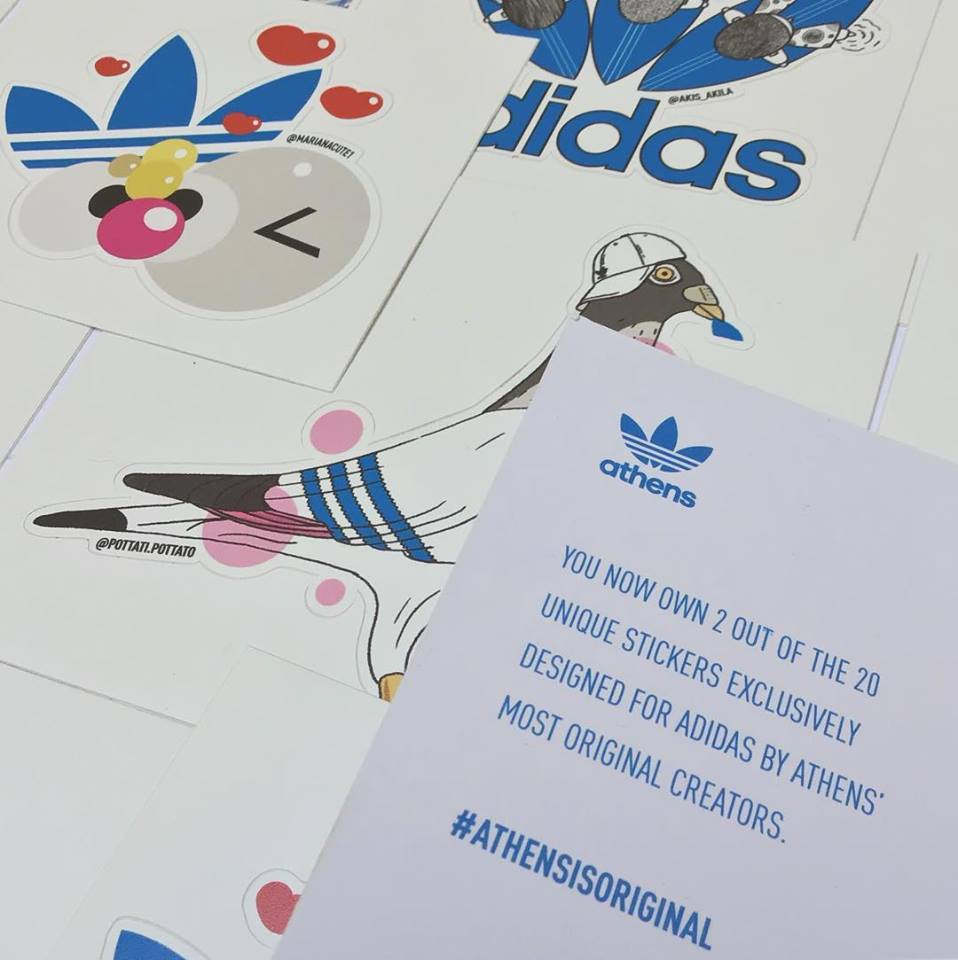 @MARIANACUTE1
@AKIS_AKILA
adidas
@POTTATI.POTTATO
athens
YOU NOW OWN 2 OUT OF THE 20
UNIQUE STICKERS EXCLUSIVELY
DESIGNED FOR ADIDAS BY ATHENS'
MOST ORIGINAL CREATORS.
#ATHENSISORIGINAL